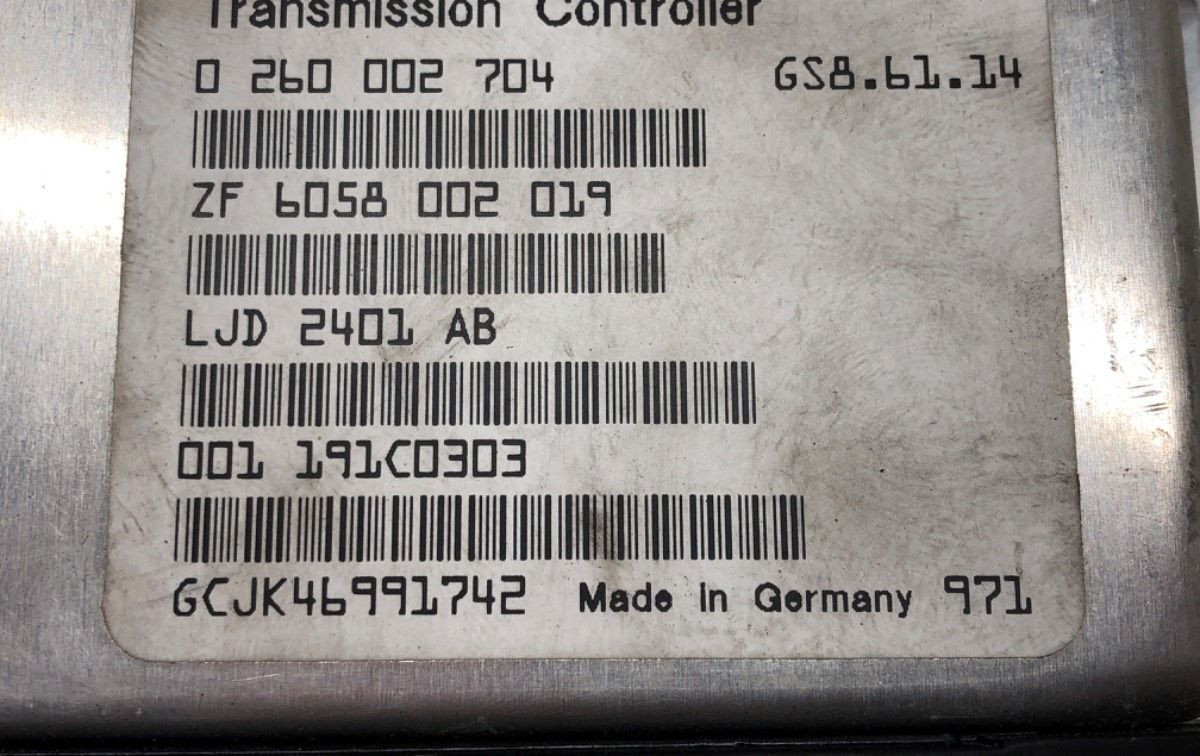 Transmission Controller
0 260 002 704 GS8.61.14
ZF 6058 002 019
LJD 2401 AB
001 191C0303
GCJK46991742 Made in Germany 971